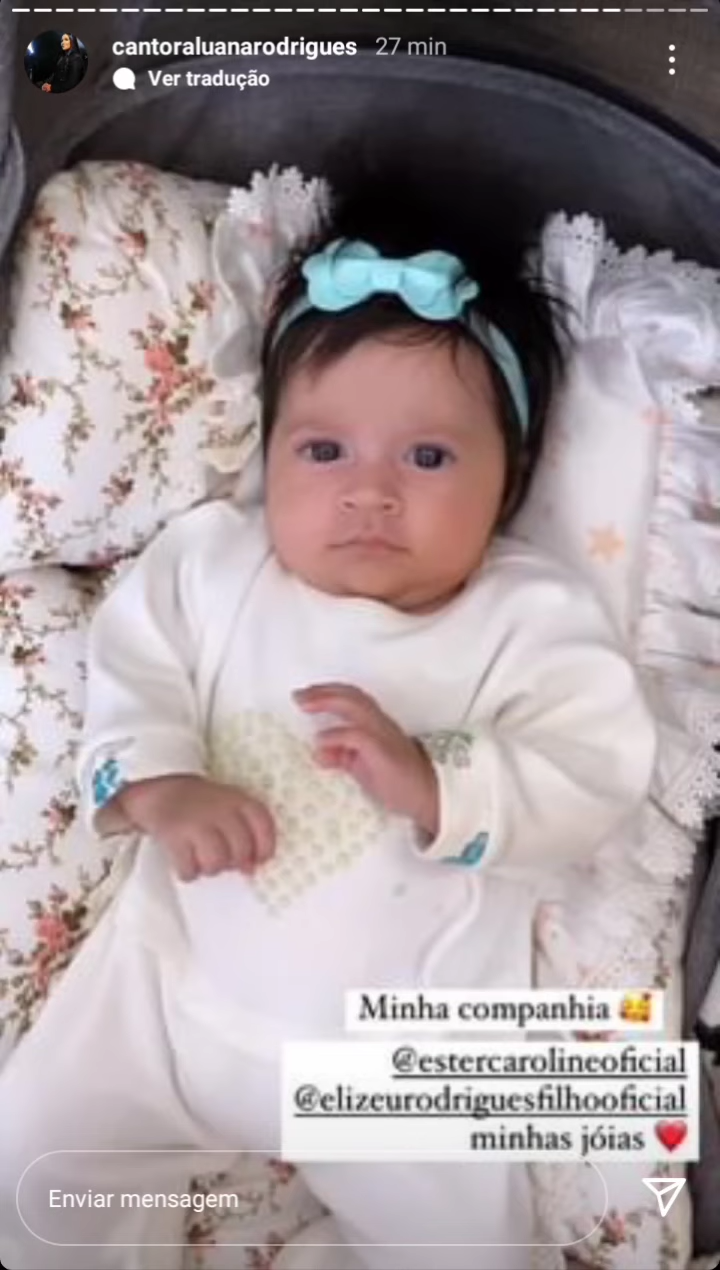 cantoraluanarodrigues 27 min
Ver tradução
Minha companhia 🥰
@estercarolineoficial
@elizeurodriguesfilhooficial
minhas jóias ❤️
Enviar mensagem